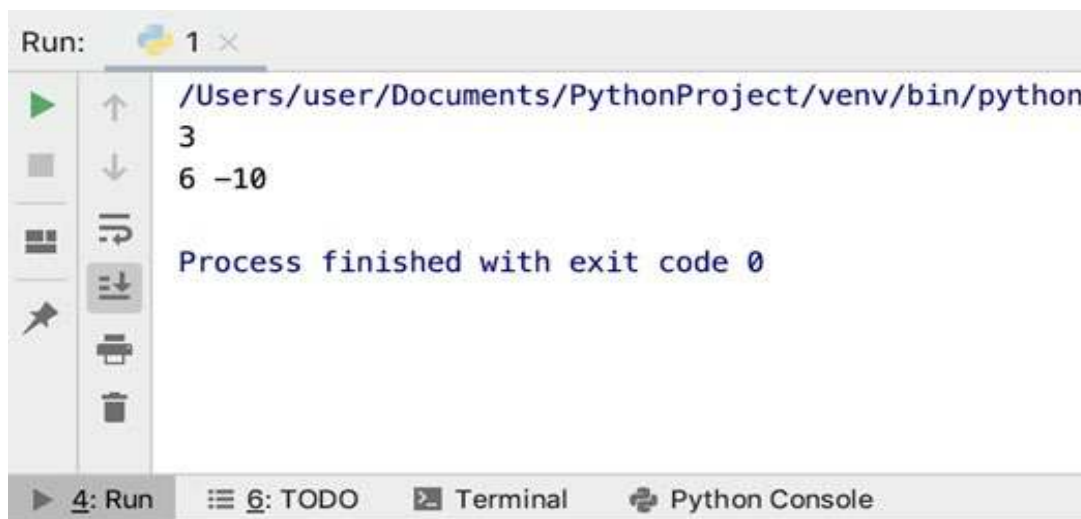 Run: 1
/Users/user/Documents/PythonProject/venv/bin/python
3
6 -10
Process finished with exit code 0
4: Run 6: TODO Terminal Python Console